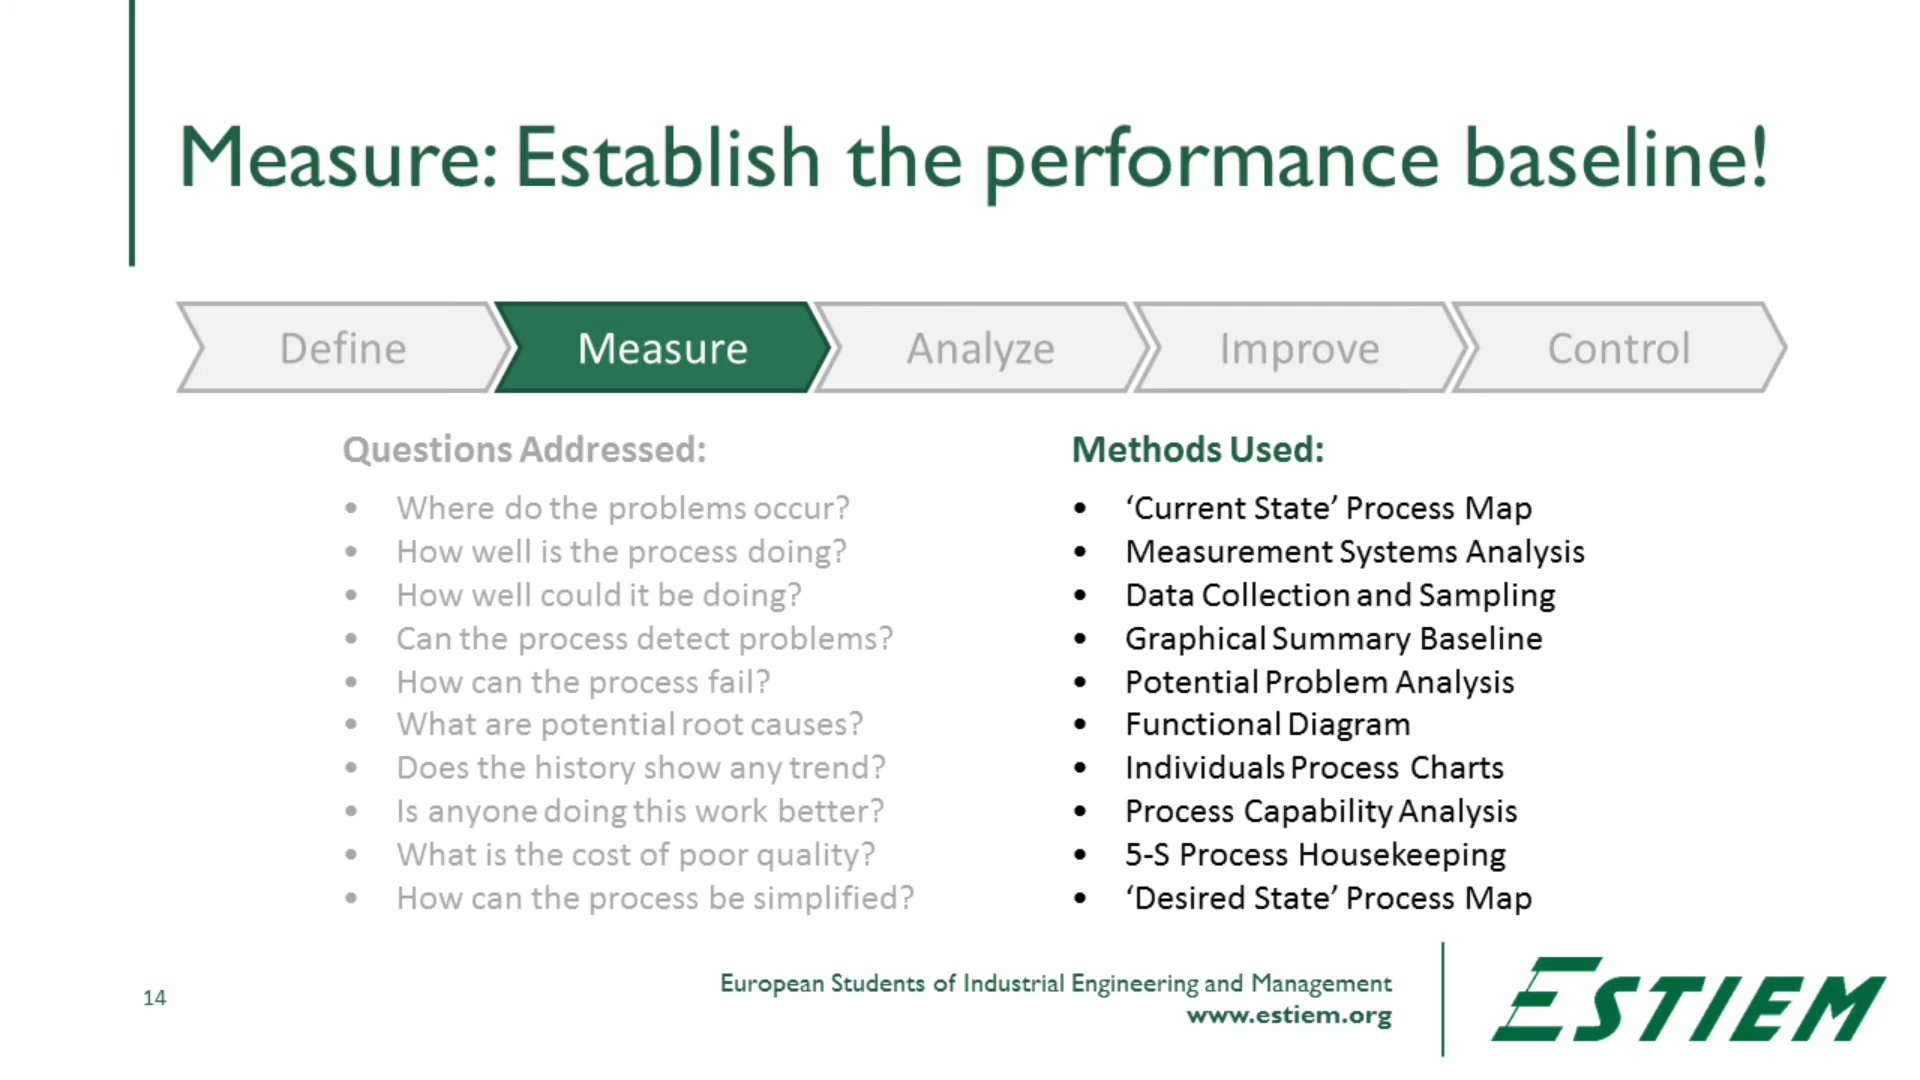 Measure: Establish the performance baseline!
Define
Measure
Analyze
Improve
Control
Questions Addressed:
• Where do the problems occur?
• How well is the process doing?
• How well could it be doing?
• Can the process detect problems?
• How can the process fail?
• What are potential root causes?
• Does the history show any trend?
• Is anyone doing this work better?
• What is the cost of poor quality?
• How can the process be simplified?
Methods Used:
• ‘Current State’ Process Map
• Measurement Systems Analysis
• Data Collection and Sampling
• Graphical Summary Baseline
• Potential Problem Analysis
• Functional Diagram
• Individuals Process Charts
• Process Capability Analysis
• 5-S Process Housekeeping
• ‘Desired State’ Process Map
14
European Students of Industrial Engineering and Management
www.estiem.org
ESTIEM